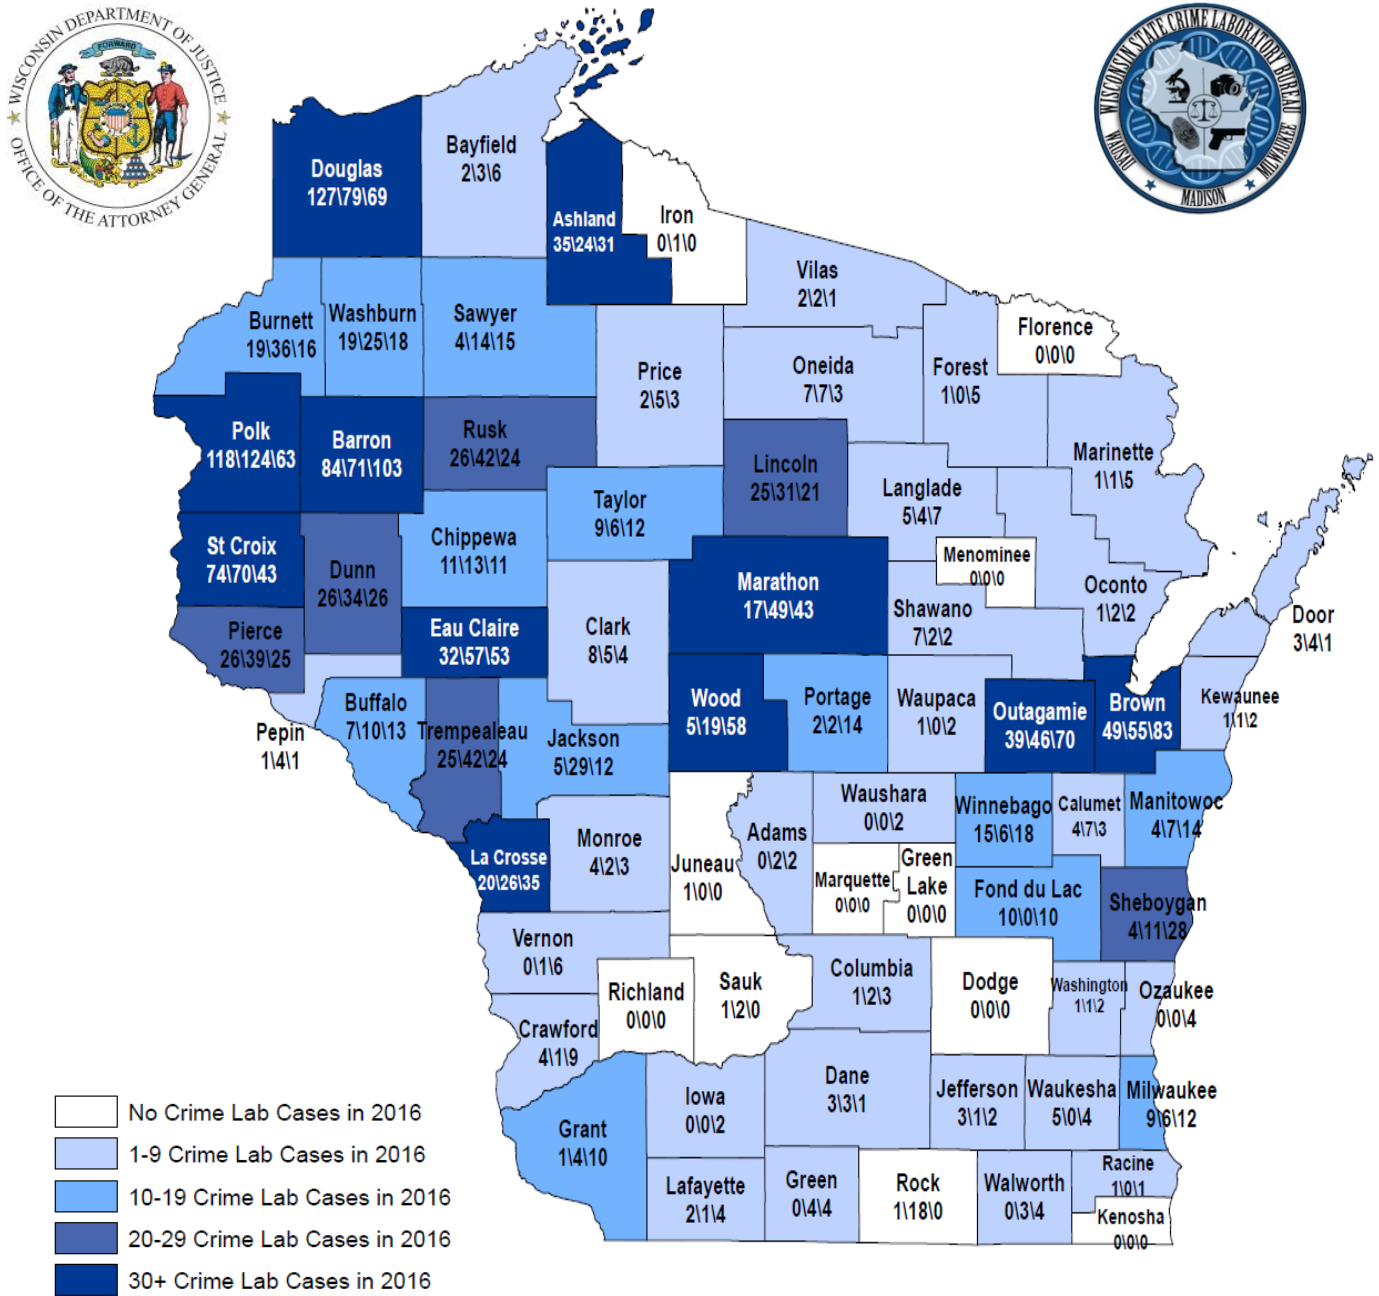 WISCONSIN DEPARTMENT OF JUSTICE
OFFICE OF THE ATTORNEY GENERAL
FORWARD
WISCONSIN STATE CRIME LABORATORY BUREAU
WAUSAU
MADISON
MILWAUKEE
Douglas
127\79\69
Bayfield
2\3\6
Ashland
35\24\31
Iron
0\1\0
Vilas
2\2\1
Florence
0\0\0
Burnett
19\36\16
Washburn
19\25\18
Sawyer
4\14\15
Price
2\5\3
Oneida
7\7\3
Forest
1\0\5
Marinette
1\1\5
Polk
118\124\63
Barron
84\71\103
Rusk
26\42\24
Lincoln
25\31\21
Langlade
5\4\7
Taylor
9\6\12
Chippewa
11\13\11
St Croix
74\70\43
Dunn
26\34\26
Marathon
17\49\43
Menominee
0\0\0
Oconto
1\2\2
Shawano
7\2\2
Door
3\4\1
Pierce
26\39\25
Eau Claire
32\57\53
Clark
8\5\4
Pepin
1\4\1
Buffalo
7\10\13
Trempealeau
25\42\24
Jackson
5\29\12
Wood
5\19\58
Portage
2\2\14
Waupaca
1\0\2
Outagamie
39\46\70
Brown
49\55\83
Kewaunee
1\1\2
Waushara
0\0\2
Winnebago
15\6\18
Calumet
4\7\3
Manitowoc
4\7\14
La Crosse
20\26\35
Monroe
4\2\3
Juneau
1\0\0
Adams
0\2\2
Marquette
0\0\0
Green
Lake
0\0\0
Fond du Lac
10\0\10
Sheboygan
4\11\28
Vernon
0\1\6
Richland
0\0\0
Sauk
1\2\0
Columbia
1\2\3
Dodge
0\0\0
Washington
1\1\2
Ozaukee
0\0\4
Crawford
4\1\9
Grant
1\4\10
Iowa
0\0\2
Dane
3\3\1
Jefferson
3\1\2
Waukesha
5\0\4
Milwaukee
9\6\12
Lafayette
2\1\4
Green
0\4\4
Rock
1\18\0
Walworth
0\3\4
Racine
1\0\1
Kenosha
0\0\0
No Crime Lab Cases in 2016
1-9 Crime Lab Cases in 2016
10-19 Crime Lab Cases in 2016
20-29 Crime Lab Cases in 2016
30+ Crime Lab Cases in 2016